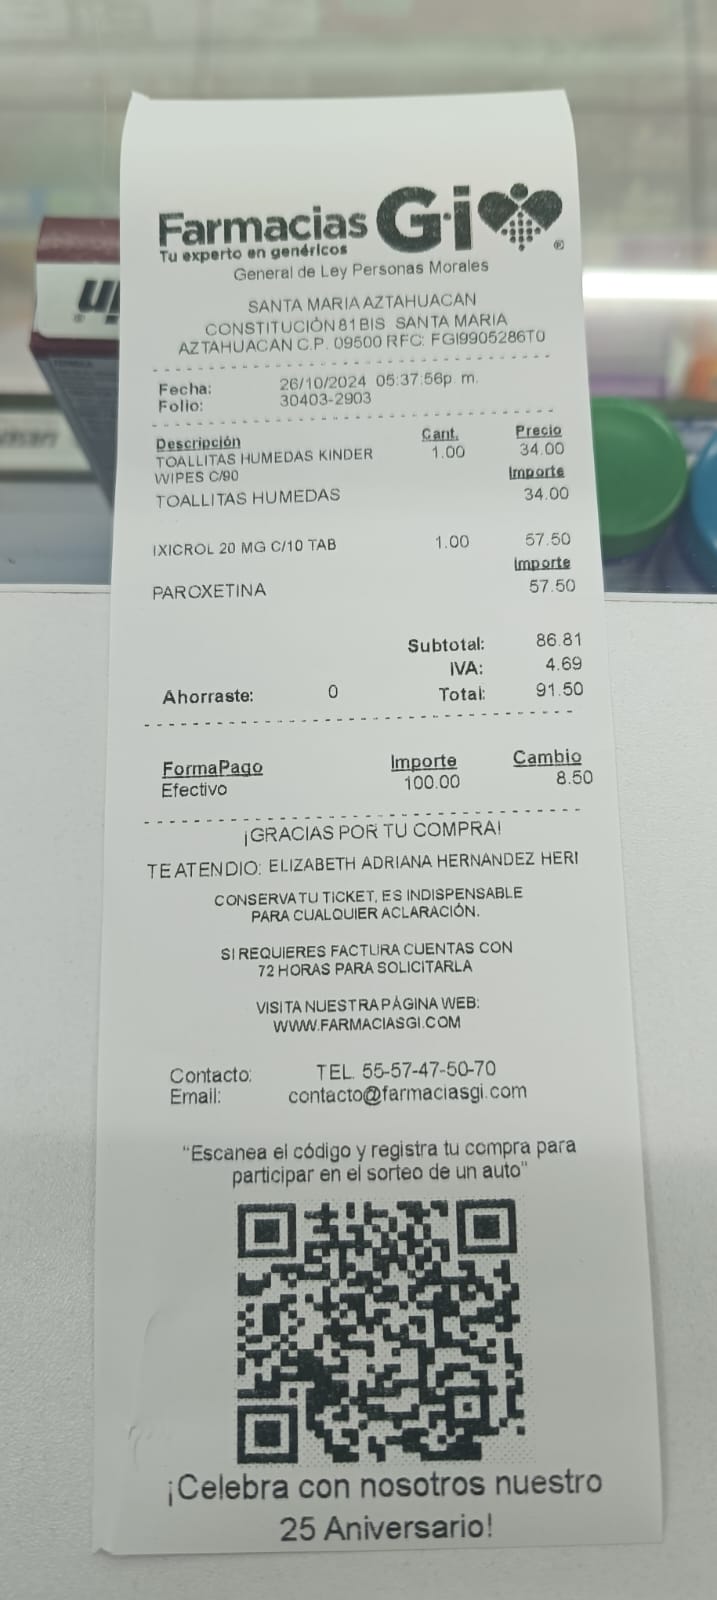 Farmacias Gi
Tu experto en genéricos
®
General de Ley Personas Morales
SANTA MARIA AZTAHUACAN
CONSTITUCIÓN 81 BIS SANTA MARIA
AZTAHUACAN C.P. 09500 RFC: FGI9905286T0
Fecha: 26/10/2024 05:37:56p. m.
Folio: 30403-2903
Descripción Cant. Precio
TOALLITAS HUMEDAS KINDER 1.00 34.00
WIPES C/90 Importe
TOALLITAS HUMEDAS 34.00
IXICROL 20 MG C/10 TAB 1.00 57.50
Importe
PAROXETINA 57.50
Subtotal: 86.81
IVA: 4.69
Ahorraste: 0 Total: 91.50
FormaPago Importe Cambio
Efectivo 100.00 8.50
¡GRACIAS POR TU COMPRA!
TE ATENDIO: ELIZABETH ADRIANA HERNANDEZ HERI
CONSERVA TU TICKET, ES INDISPENSABLE
PARA CUALQUIER ACLARACIÓN.
SI REQUIERES FACTURA CUENTAS CON
72 HORAS PARA SOLICITARLA
VISITA NUESTRA PÁGINA WEB:
WWW.FARMACIASGI.COM
Contacto: TEL. 55-57-47-50-70
Email: contacto@farmaciasgi.com
"Escanea el código y registra tu compra para
participar en el sorteo de un auto"
¡Celebra con nosotros nuestro
25 Aniversario!